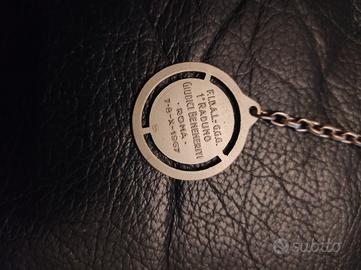 F.I.D.A.L.-G.G.G.
1° RADUNO
GIUDICI BENEMERITI
- ROMA -
7-8-X-1967
subito